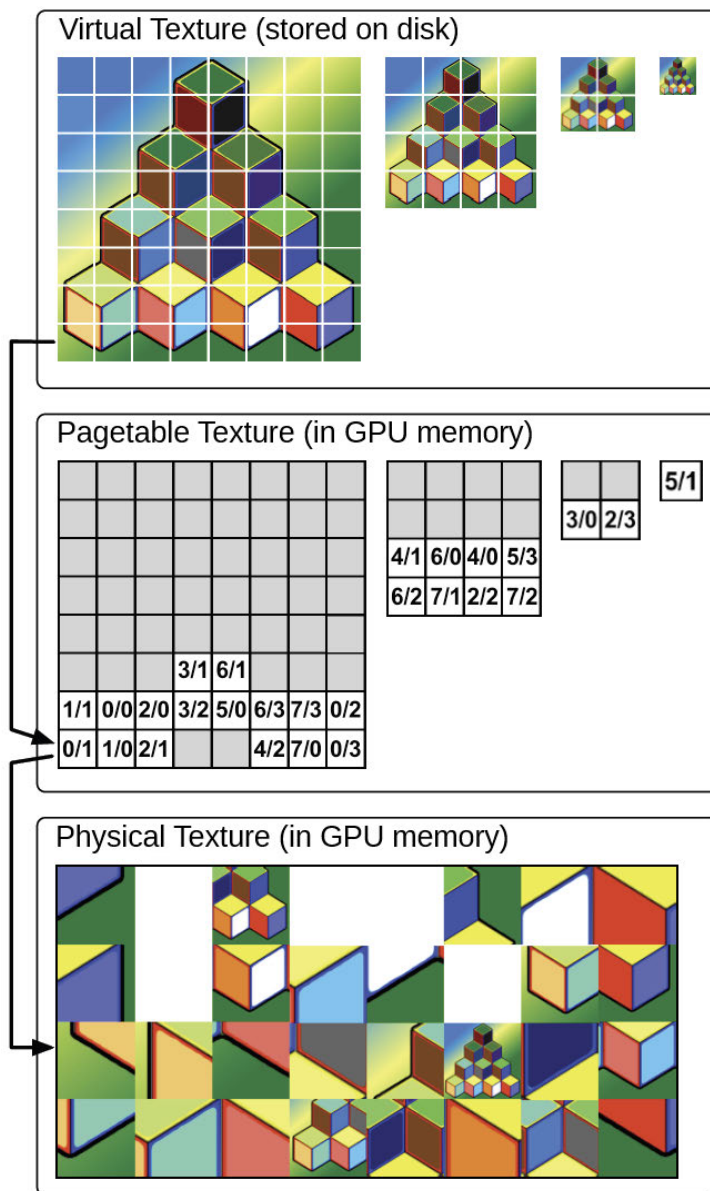 Virtual Texture (stored on disk)
Pagetable Texture (in GPU memory)
5/1
3/0 2/3
4/1 6/0 4/0 5/3
6/2 7/1 2/2 7/2
3/1 6/1
1/1 0/0 2/0 3/2 5/0 6/3 7/3 0/2
0/1 1/0 2/1 4/2 7/0 0/3
Physical Texture (in GPU memory)